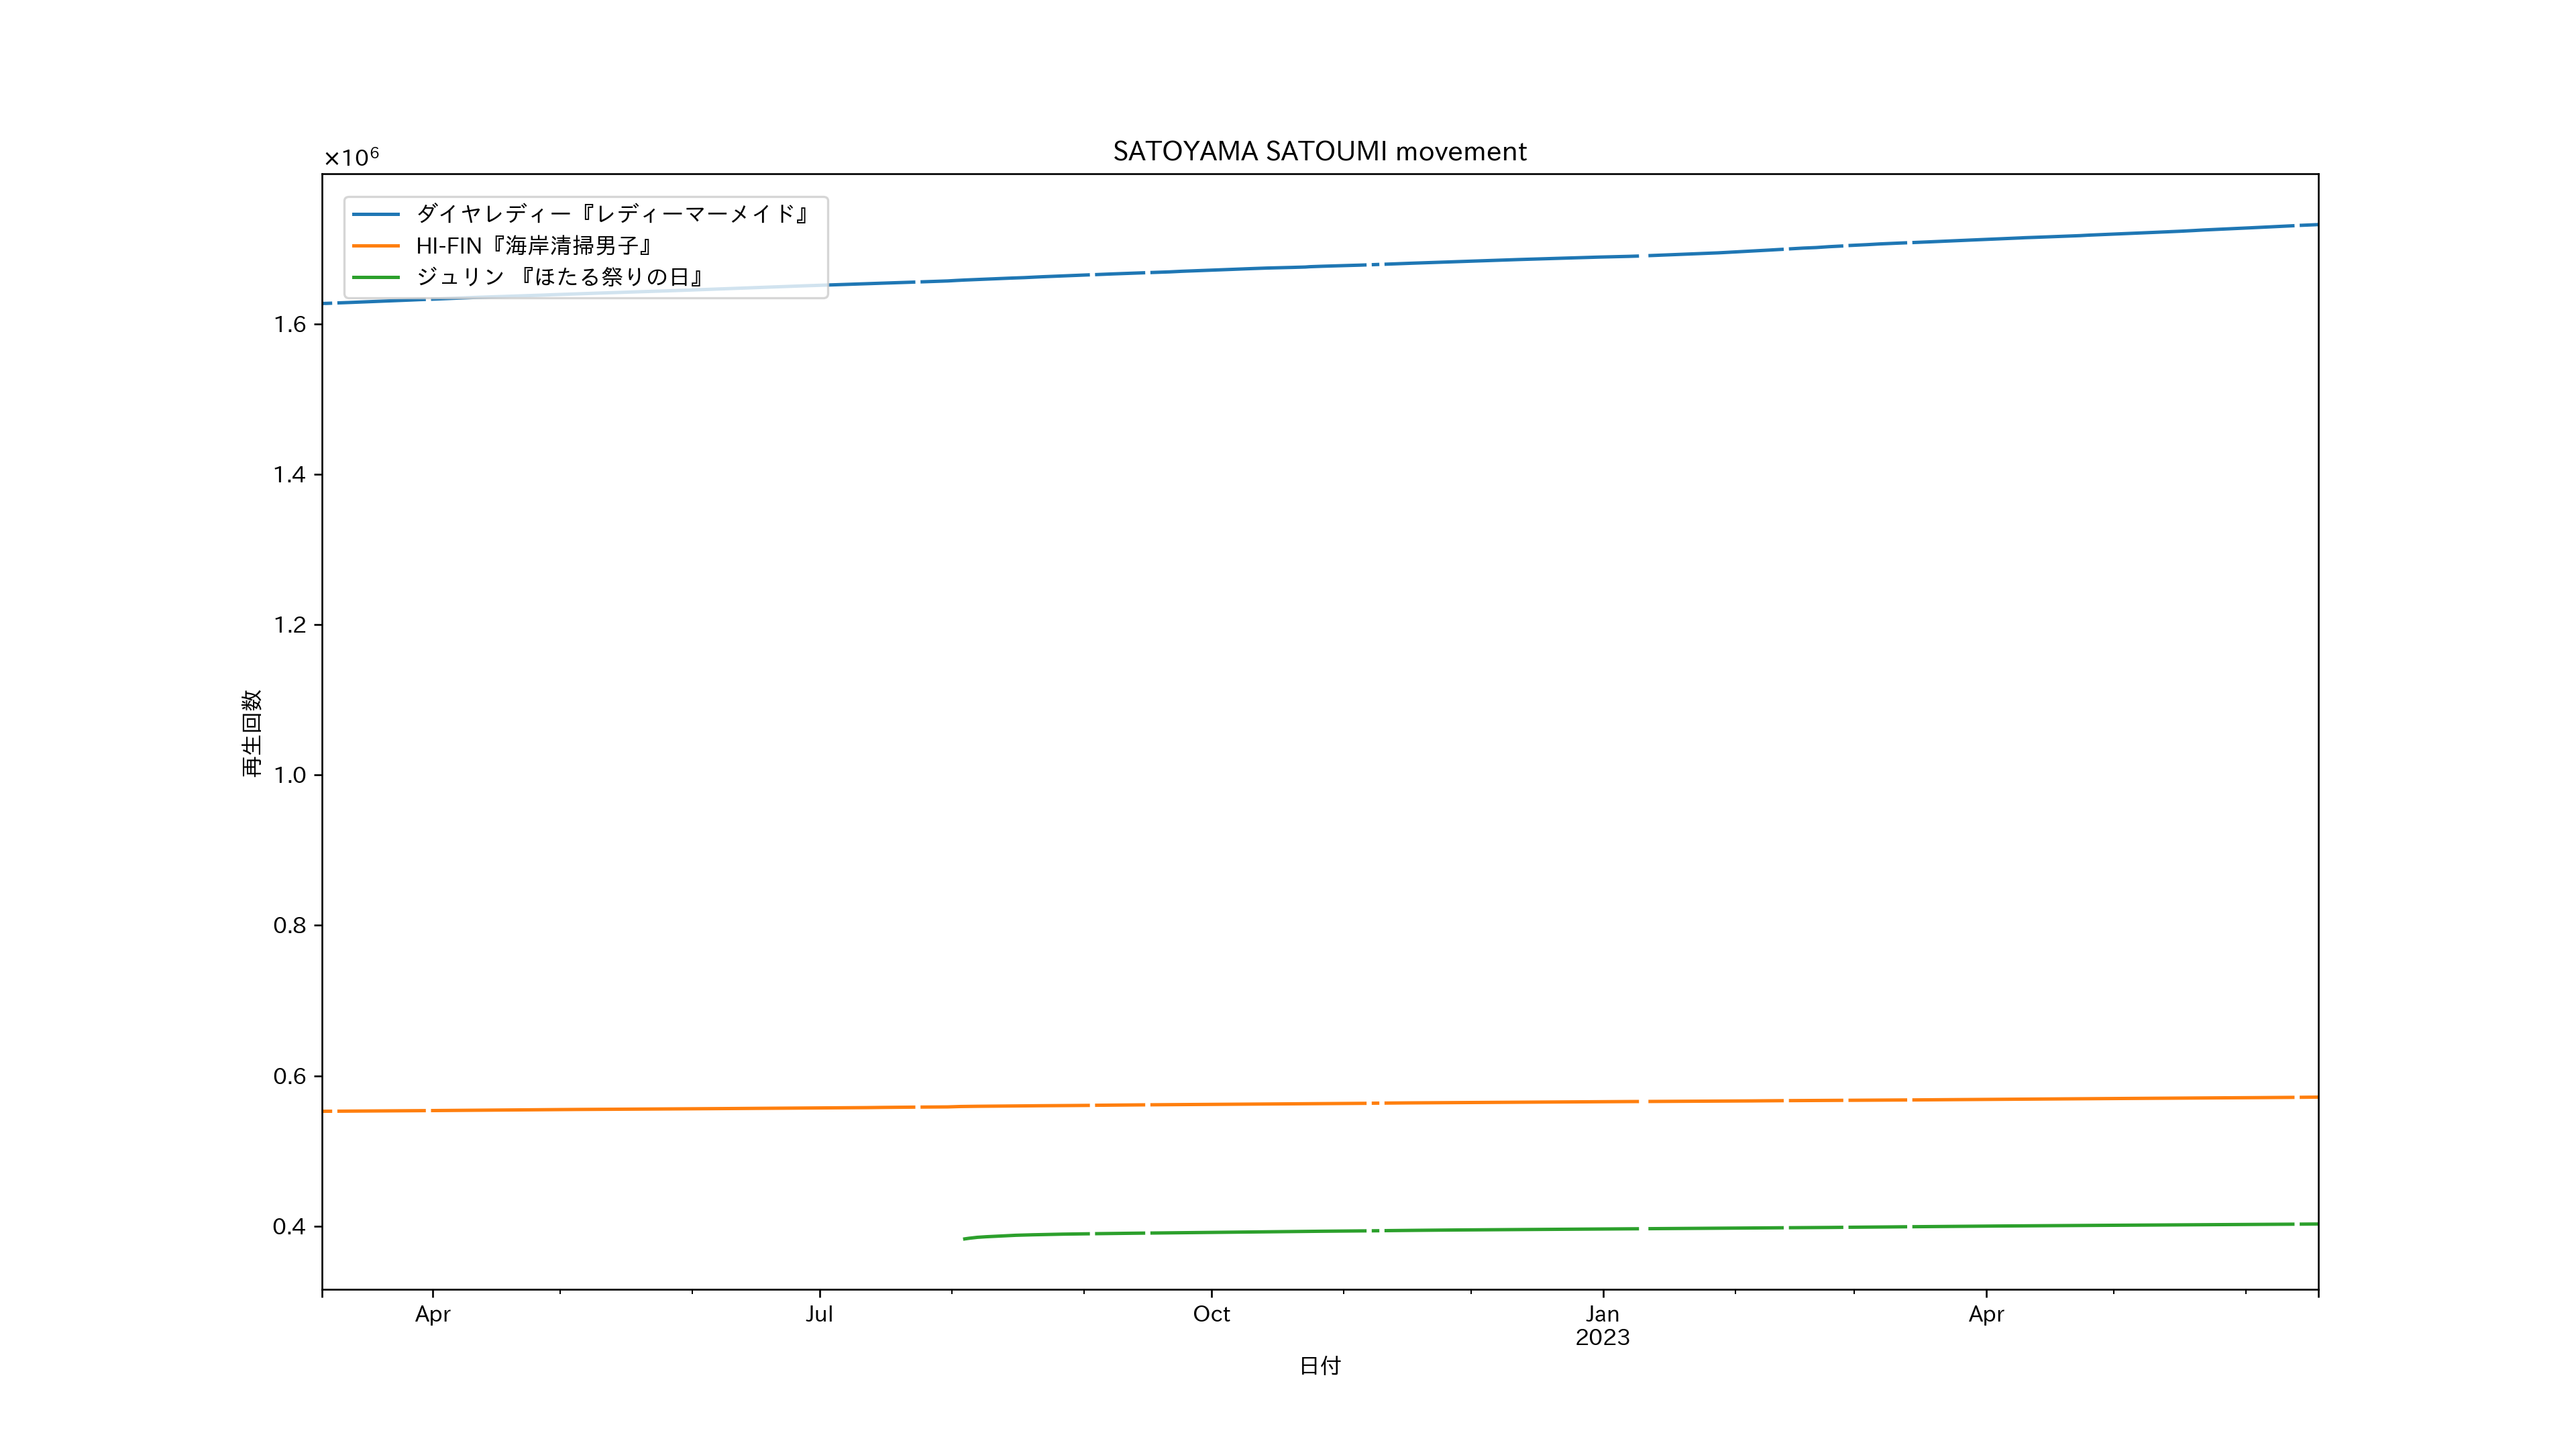 SATOYAMA SATOUMI movement
×10⁶
ダイヤレディー『レディーマーメイド』
HI-FIN『海岸清掃男子』
ジュリン 『ほたる祭りの日』
1.6
1.4
1.2
1.0
0.8
0.6
0.4
再生回数
Apr Jul Oct Jan Apr
2023
日付